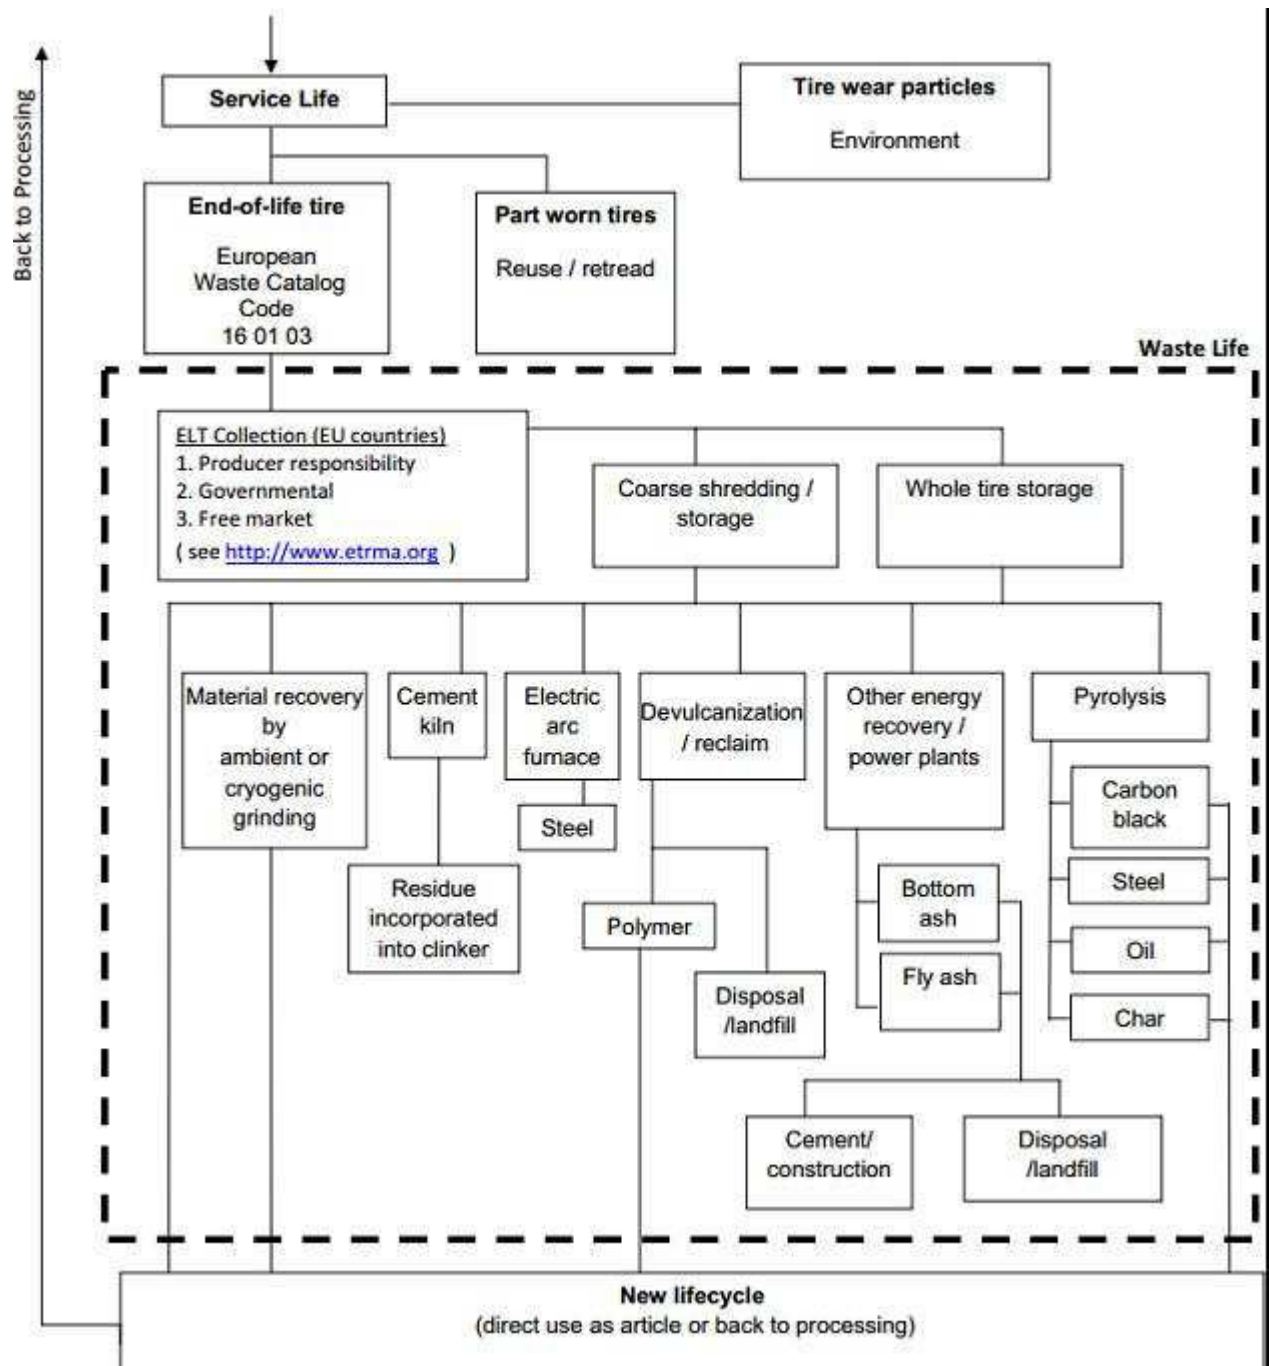 Back to Processing
Service Life
Tire wear particles
Environment
End-of-life tire
European
Waste Catalog
Code
16 01 03
Part worn tires
Reuse / retread
Waste Life
ELT Collection (EU countries)
1. Producer responsibility
2. Governmental
3. Free market
( see http://www.etrma.org )
Coarse shredding /
storage
Whole tire storage
Material recovery
by
ambient or
cryogenic
grinding
Cement
kiln
Electric
arc
furnace
Devulcanization
/ reclaim
Other energy
recovery /
power plants
Pyrolysis
Steel
Residue
incorporated
into clinker
Polymer
Disposal
/landfill
Bottom
ash
Fly ash
Carbon
black
Steel
Oil
Char
Cement/
construction
Disposal
/landfill
New lifecycle
(direct use as article or back to processing)